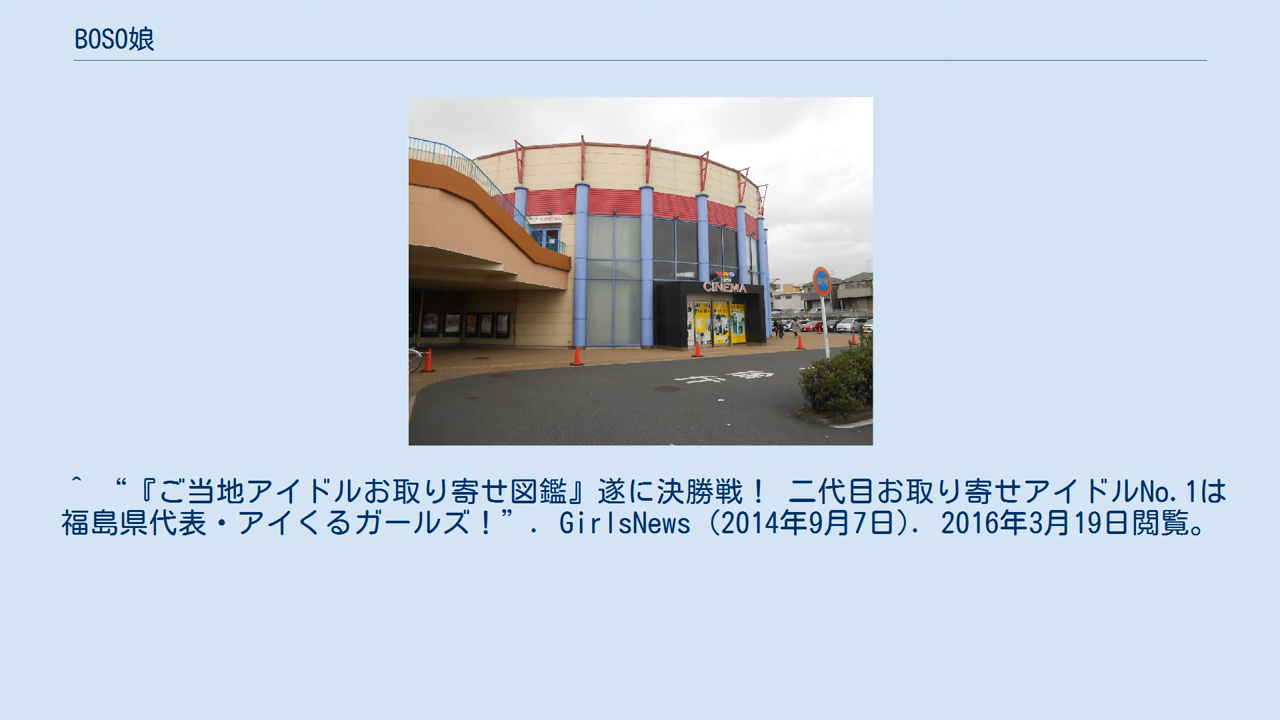 BOSO娘
CINEMA
CINEMA
^ “『ご当地アイドルお取り寄せ図鑑』遂に決勝戦！ 二代目お取り寄せアイドルNo.1は
福島県代表・アイくるガールズ！”. GirlsNews (2014年9月7日). 2016年3月19日閲覧。